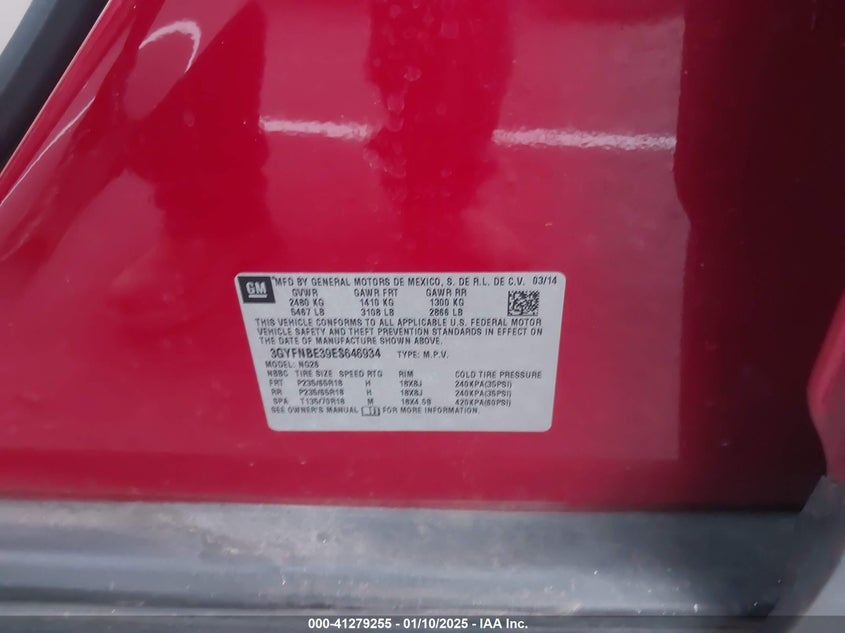 GM
*MFD BY GENERAL MOTORS DE MEXICO, S. DE R.L. DE C.V. 03/14
GVWR GAWR FRT GAWR RR
2480 KG 1410 KG 1300 KG
5467 LB 3108 LB 2866 LB
THIS VEHICLE CONFORMS TO ALL APPLICABLE U.S. FEDERAL MOTOR
VEHICLE SAFETY AND THEFT PREVENTION STANDARDS IN EFFECT ON
THE DATE OF MANUFACTURE SHOWN ABOVE.
3GYFNBE39ES646934 TYPE: M.P.V.
MODEL: NG26
NBBC TIRE SIZE SPEED RTG RIM COLD TIRE PRESSURE
FRT P235/65R18 H 18X8J 240KPA(35PSI)
RR P235/65R18 H 18X8J 240KPA(35PSI)
SPA T135/70R18 M 18X4.5B 420KPA(60PSI)
SEE OWNER'S MANUAL FOR MORE INFORMATION.
000-41279255 - 01/10/2025 - IAA Inc.